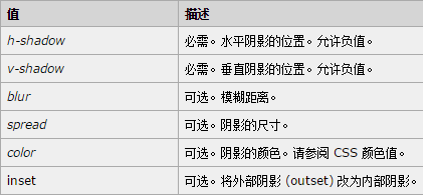 值 描述
h-shadow 必需。水平阴影的位置。允许负值。
v-shadow 必需。垂直阴影的位置。允许负值。
blur 可选。模糊距离。
spread 可选。阴影的尺寸。
color 可选。阴影的颜色。请参阅 CSS 颜色值。
inset 可选。将外部阴影 (outset) 改为内部阴影。